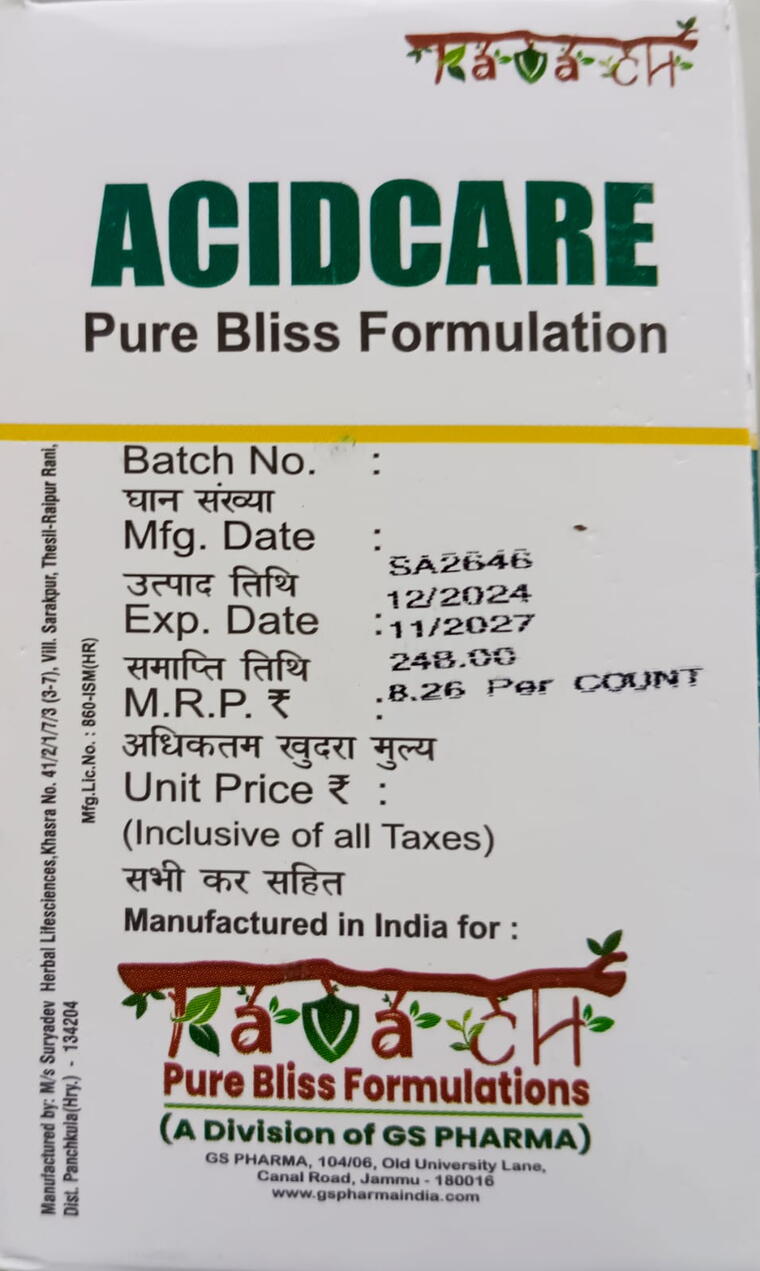 KaVaCH
ACIDCARE
Pure Bliss Formulation
Batch No. :
घान संख्या
Mfg. Date :
SA2646
उत्पाद तिथि
12/2024
Exp. Date :
11/2027
समाप्ति तिथि
248.00
M.R.P. ₹ :
8.26 Per COUNT
अधिकतम खुदरा मुल्य
Unit Price ₹ :
(Inclusive of all Taxes)
सभी कर सहित
Manufactured in India for :
KaVaCH
Pure Bliss Formulations
(A Division of GS PHARMA)
GS PHARMA, 104/06, Old University Lane,
Canal Road, Jammu - 180016
www.gspharmaindia.com
Manufactured by: M/s Suryadev Herbal Lifesciences,Khasra No. 41/2/1/7/3 (3-7), Vill. Sarakpur, Thesil-Raipur Rani,
Dist. Panchkula(Hry.) - 134204
Mfg.Lic.No. : 860-ISM(HR)